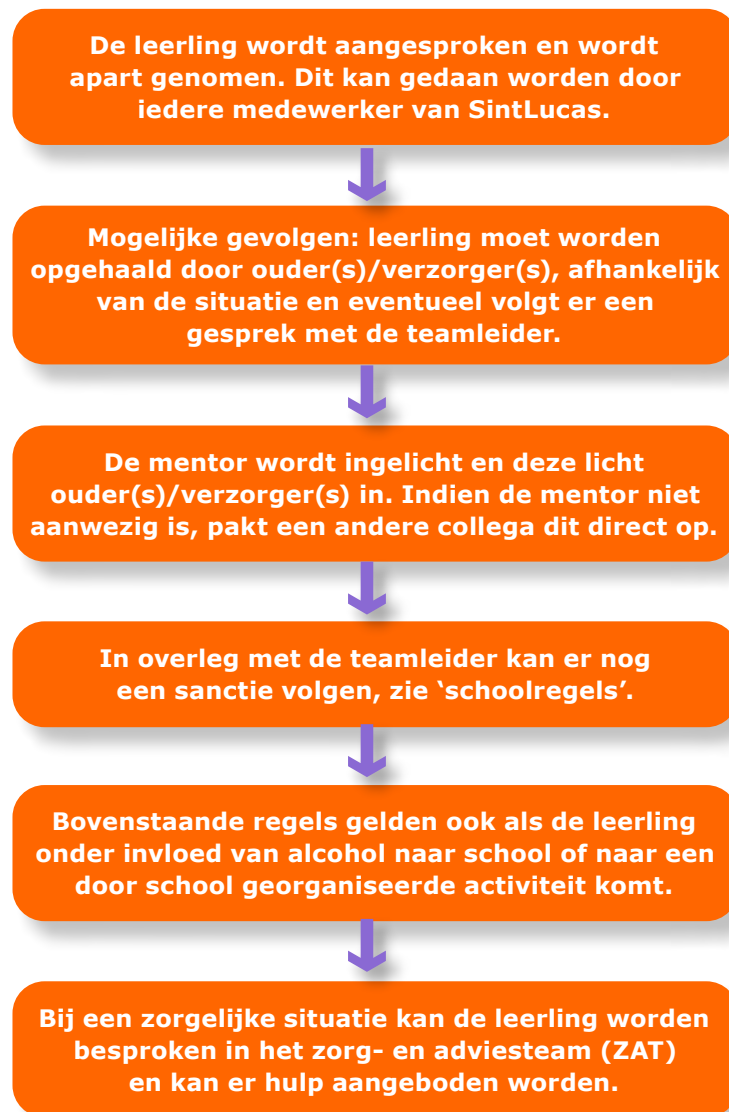 De leerling wordt aangesproken en wordt
apart genomen. Dit kan gedaan worden door
iedere medewerker van SintLucas.
Mogelijke gevolgen: leerling moet worden
opgehaald door ouder(s)/verzorger(s), afhankelijk
van de situatie en eventueel volgt er een
gesprek met de teamleider.
De mentor wordt ingelicht en deze licht
ouder(s)/verzorger(s) in. Indien de mentor niet
aanwezig is, pakt een andere collega dit direct op.
In overleg met de teamleider kan er nog
een sanctie volgen, zie ‘schoolregels’.
Bovenstaande regels gelden ook als de leerling
onder invloed van alcohol naar school of naar een
door school georganiseerde activiteit komt.
Bij een zorgelijke situatie kan de leerling worden
besproken in het zorg- en adviesteam (ZAT)
en kan er hulp aangeboden worden.